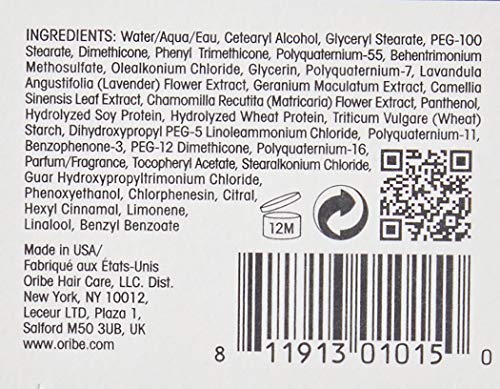 INGREDIENTS: Water/Aqua/Eau, Cetearyl Alcohol, Glyceryl Stearate, PEG-100
Stearate, Dimethicone, Phenyl Trimethicone, Polyquaternium-55, Behentrimonium
Methosulfate, Olealkonium Chloride, Glycerin, Polyquaternium-7, Lavandula
Angustifolia (Lavender) Flower Extract, Geranium Maculatum Extract, Camellia
Sinensis Leaf Extract, Chamomilla Recutita (Matricaria) Flower Extract, Panthenol,
Hydrolyzed Soy Protein, Hydrolyzed Wheat Protein, Triticum Vulgare (Wheat)
Starch, Dihydroxypropyl PEG-5 Linoleammonium Chloride, Polyquaternium-11,
Benzophenone-3, PEG-12 Dimethicone, Polyquaternium-16,
Parfum/Fragrance, Tocopheryl Acetate, Stearalkonium Chloride,
Guar Hydroxypropyltrimonium Chloride,
Phenoxyethanol, Chlorphenesin, Citral,
Hexyl Cinnamal, Limonene,
Linalool, Benzyl Benzoate
12M
Made in USA/
Fabriqué aux États-Unis
Oribe Hair Care, LLC. Dist.
New York, NY 10012,
Leceur LTD, Plaza 1,
Salford M50 3UB, UK
www.oribe.com
8 11913 01015 0